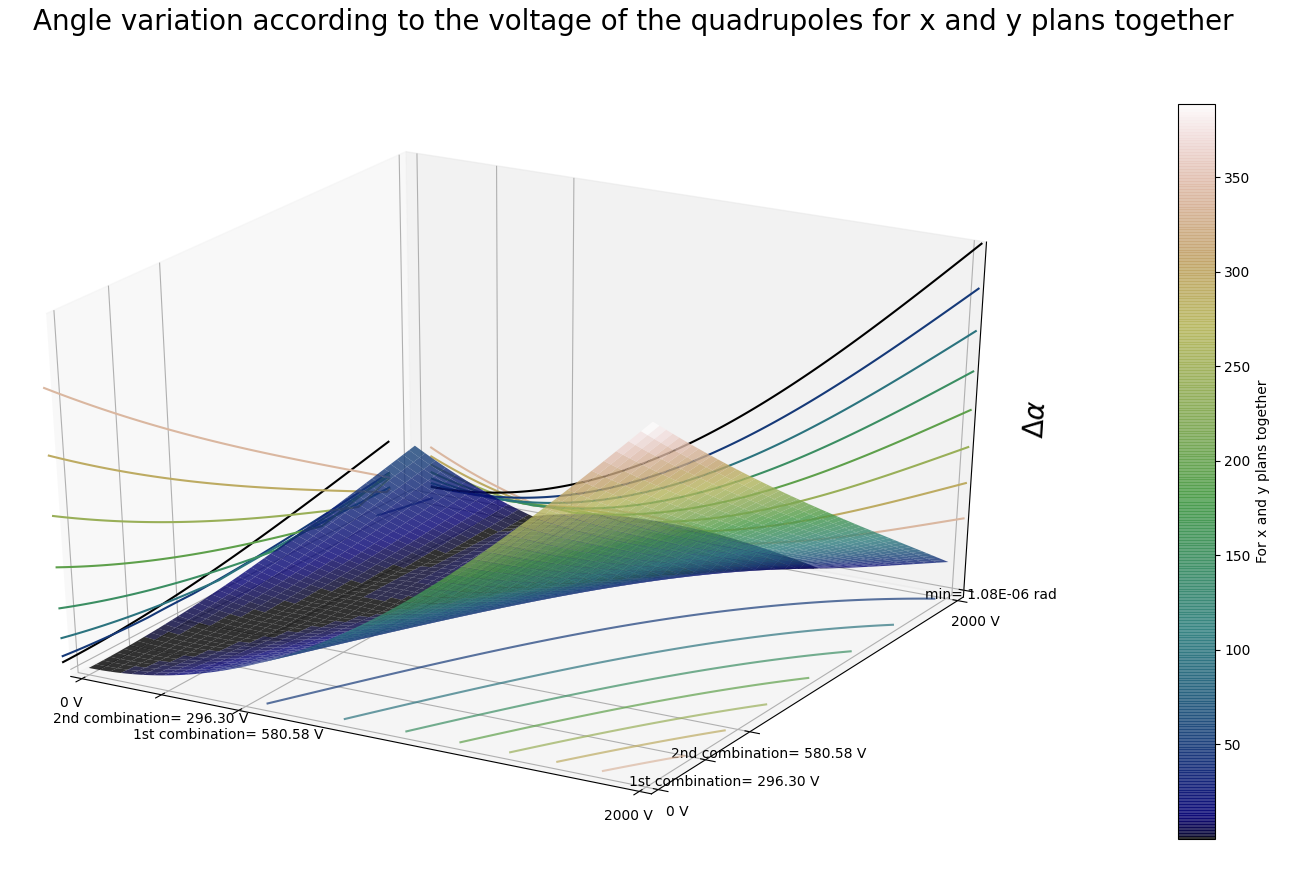 Angle variation according to the voltage of the quadrupoles for x and y plans together
350
300
250
200
150
100
50
For x and y plans together
Δα
min= 1.08E-06 rad
2000 V
0 V
2nd combination= 296.30 V
1st combination= 580.58 V
2nd combination= 580.58 V
1st combination= 296.30 V
2000 V
0 V